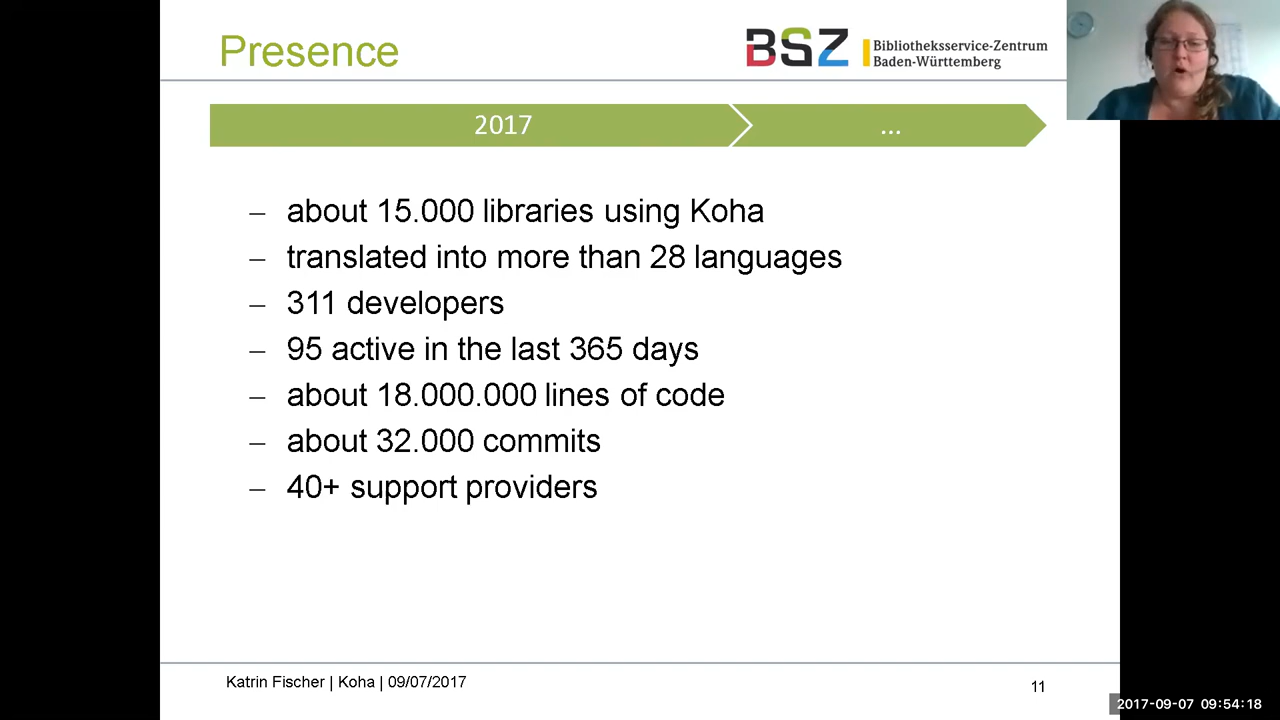 Presence
BSZ
Bibliotheksservice-Zentrum
Baden-Württemberg
2017
...
– about 15.000 libraries using Koha
– translated into more than 28 languages
– 311 developers
– 95 active in the last 365 days
– about 18.000.000 lines of code
– about 32.000 commits
– 40+ support providers
Katrin Fischer | Koha | 09/07/2017
11
2017-09-07 09:54:18